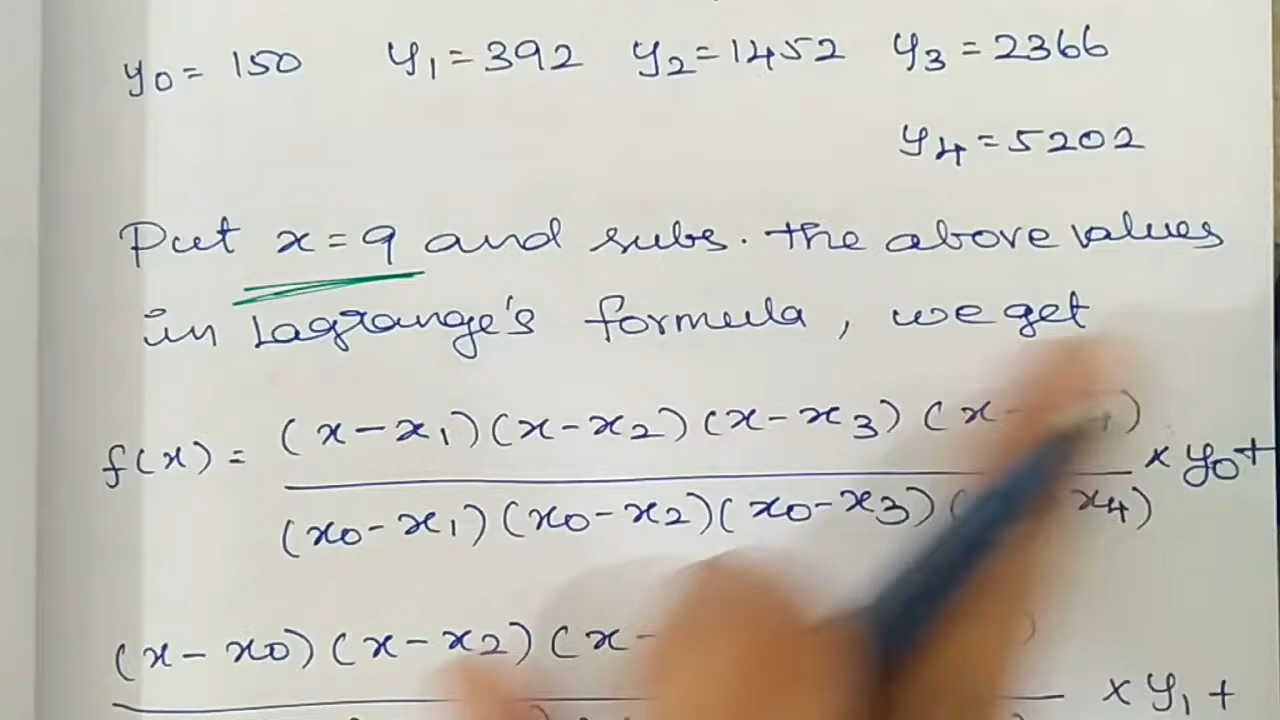 y0 = 150 y1 = 392 y2 = 1452 y3 = 2366
y4 = 5202
Put x = 9 and subs. the above values
in Lagrange's formula, we get
f(x) = (x - x1) (x - x2) (x - x3) (x - 4) × y0 +
(x0 - x1) (x0 - x2) (x0 - x3) ( x4)
(x - x0) (x - x2) (x - )
× y1 +